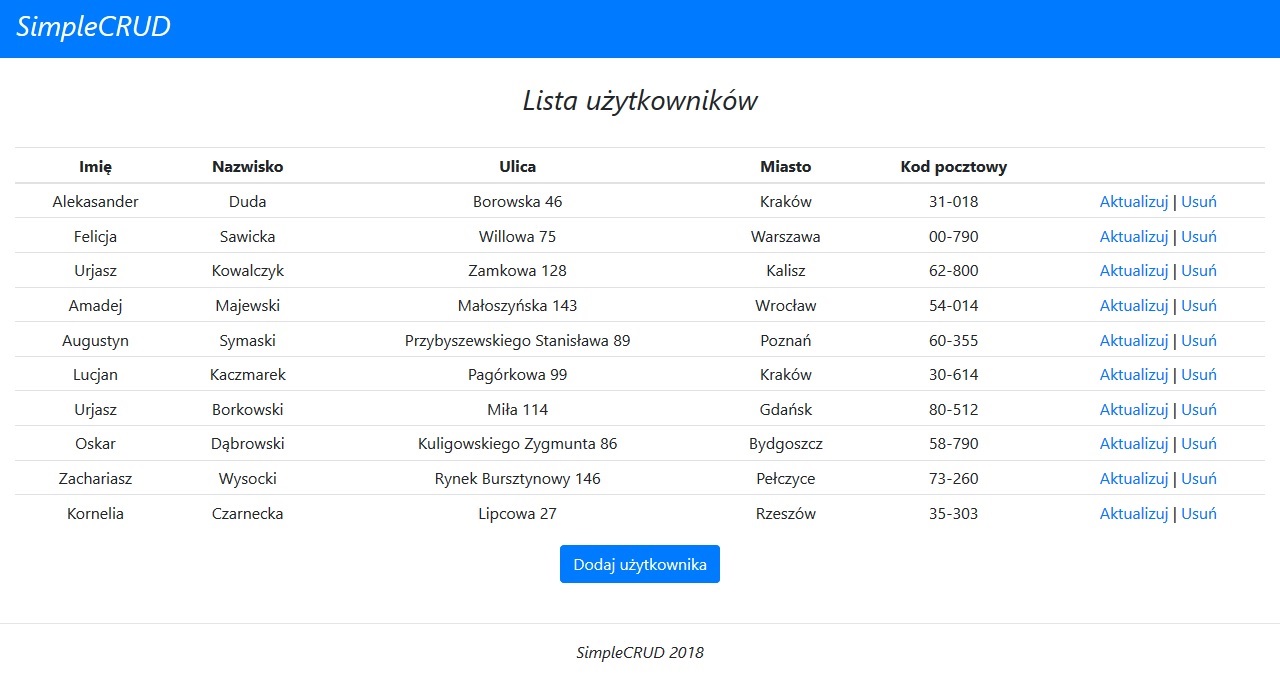 SimpleCRUD
Lista użytkowników
Imię Nazwisko Ulica Miasto Kod pocztowy
Alekasander Duda Borowska 46 Kraków 31-018 Aktualizuj | Usuń
Felicja Sawicka Willowa 75 Warszawa 00-790 Aktualizuj | Usuń
Urjasz Kowalczyk Zamkowa 128 Kalisz 62-800 Aktualizuj | Usuń
Amadej Majewski Małoszyńska 143 Wrocław 54-014 Aktualizuj | Usuń
Augustyn Symaski Przybyszewskiego Stanisława 89 Poznań 60-355 Aktualizuj | Usuń
Lucjan Kaczmarek Pagórkowa 99 Kraków 30-614 Aktualizuj | Usuń
Urjasz Borkowski Miła 114 Gdańsk 80-512 Aktualizuj | Usuń
Oskar Dąbrowski Kuligowskiego Zygmunta 86 Bydgoszcz 58-790 Aktualizuj | Usuń
Zachariasz Wysocki Rynek Bursztynowy 146 Pełczyce 73-260 Aktualizuj | Usuń
Kornelia Czarnecka Lipcowa 27 Rzeszów 35-303 Aktualizuj | Usuń
Dodaj użytkownika
SimpleCRUD 2018